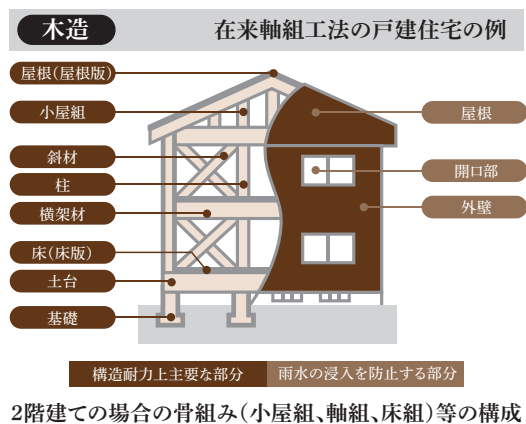 木造
在来軸組工法の戸建住宅の例
屋根(屋根版)
小屋組
斜材
柱
横架材
床(床版)
土台
基礎
屋根
開口部
外壁
構造耐力上主要な部分
雨水の浸入を防止する部分
2階建ての場合の骨組み(小屋組、軸組、床組)等の構成